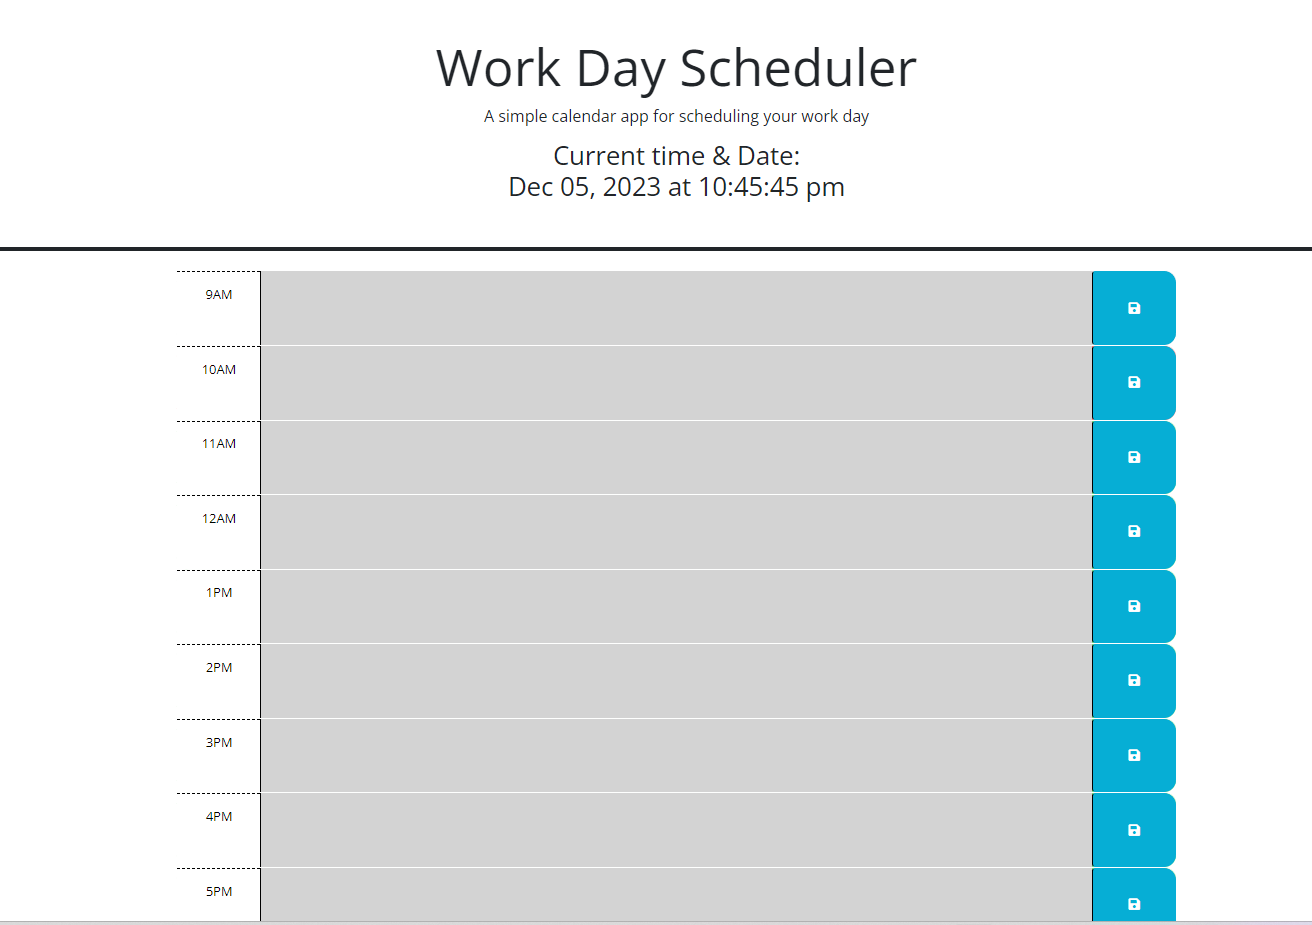 Work Day Scheduler
A simple calendar app for scheduling your work day
Current time & Date:
Dec 05, 2023 at 10:45:45 pm
9AM
10AM
11AM
12AM
1PM
2PM
3PM
4PM
5PM